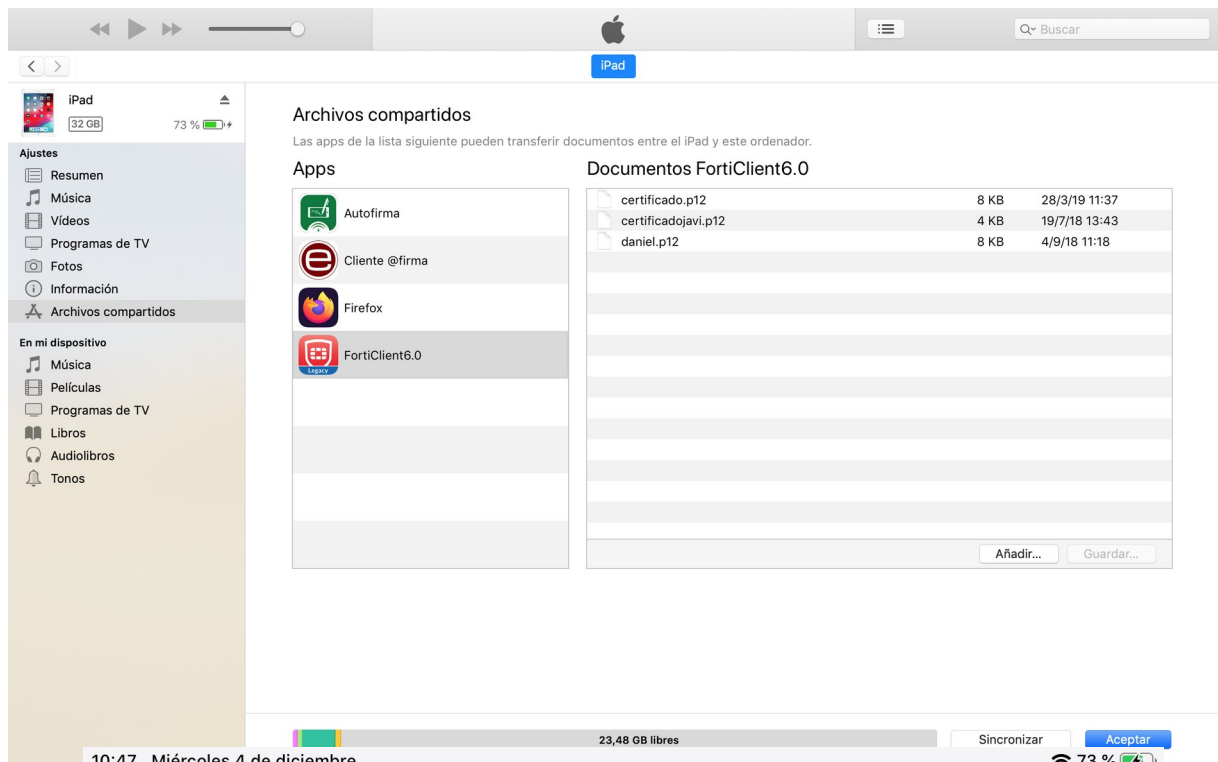 Buscar
iPad
iPad
32 GB 73 %
Ajustes
Resumen
Música
Vídeos
Programas de TV
Fotos
Información
Archivos compartidos
En mi dispositivo
Música
Películas
Programas de TV
Libros
Audiolibros
Tonos
Archivos compartidos
Las apps de la lista siguiente pueden transferir documentos entre el iPad y este ordenador.
Apps
Autofirma
Cliente @firma
Firefox
Legacy
FortiClient6.0
Documentos FortiClient6.0
certificado.p12 8 KB 28/3/19 11:37
certificadojavi.p12 4 KB 19/7/18 13:43
daniel.p12 8 KB 4/9/18 11:18
Añadir... Guardar...
23,48 GB libres
Sincronizar Aceptar
10:47 Miércoles 4 de diciembre 73 %